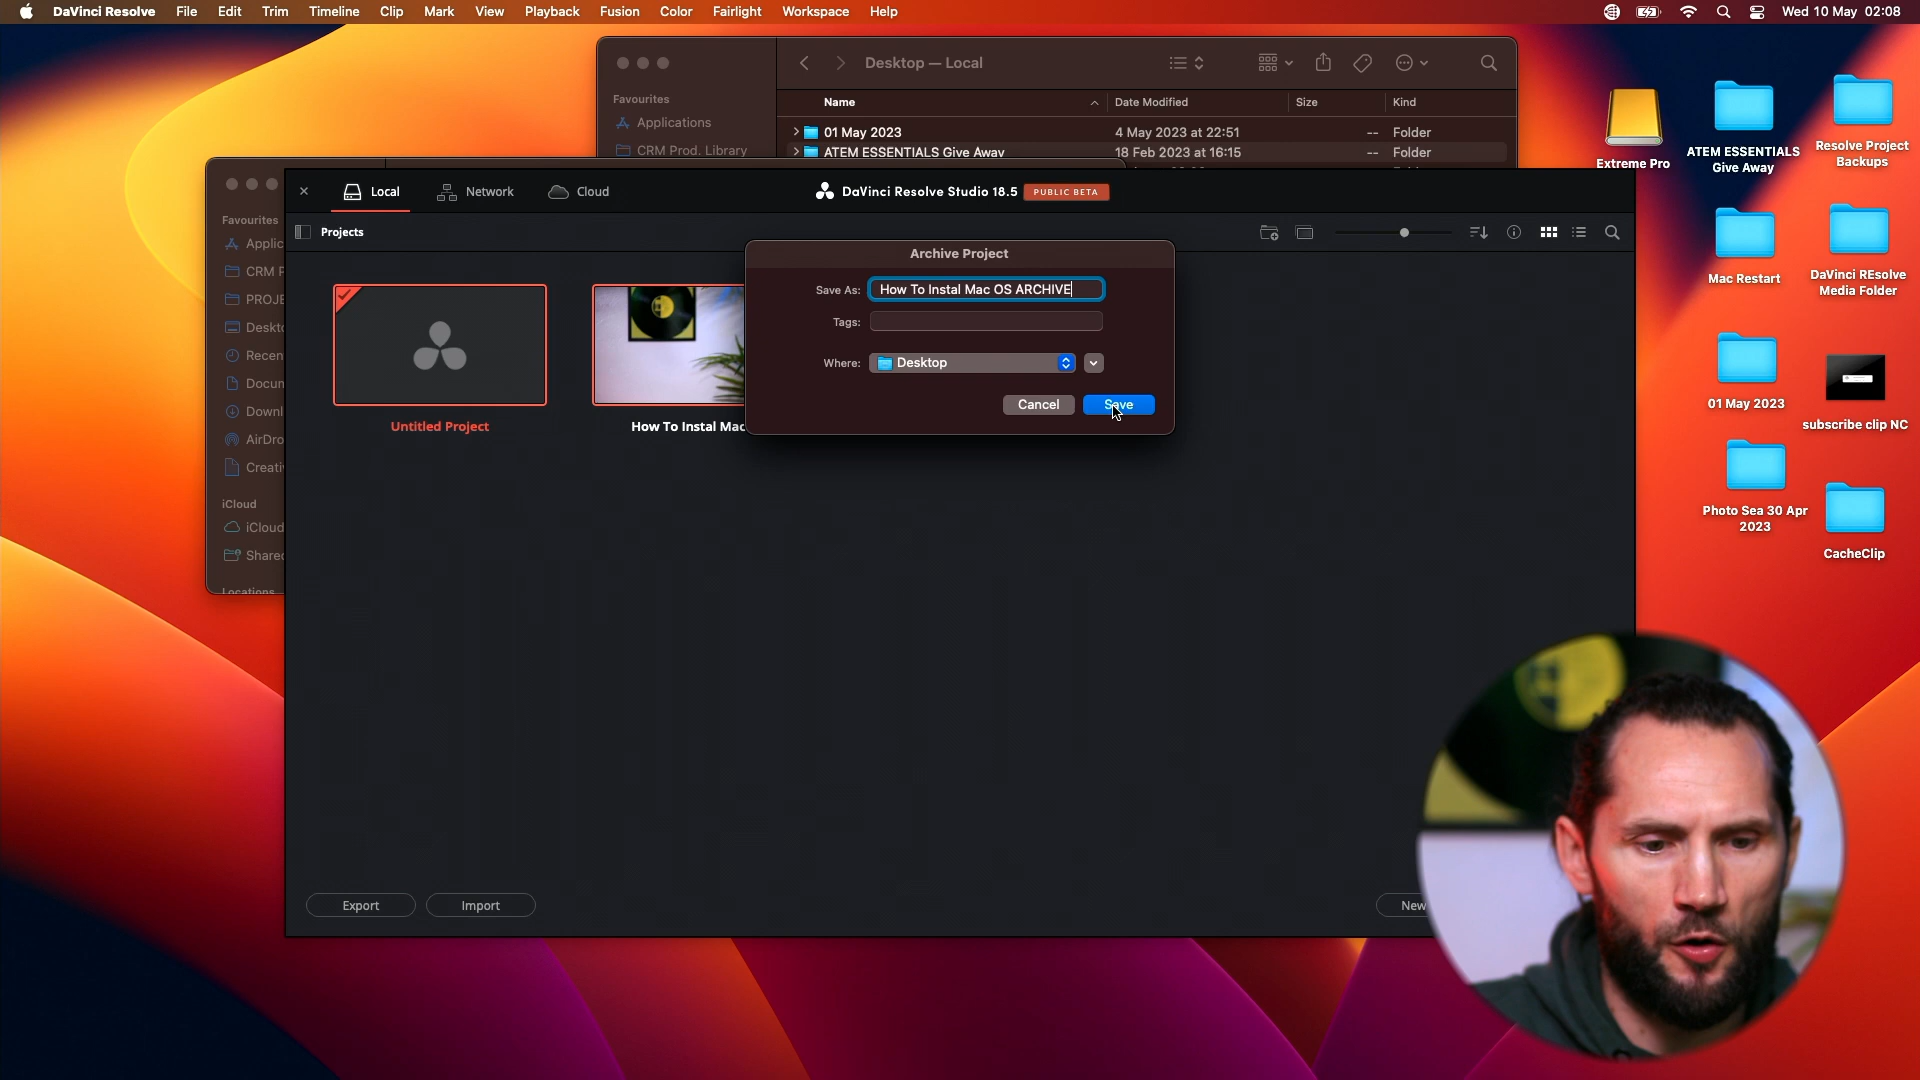 DaVinci Resolve File Edit Trim Timeline Clip Mark View Playback Fusion Color Fairlight Workspace Help Wed 10 May 02:08
Desktop — Local
Favourites
Applications
CRM Prod. Library
Name Date Modified Size Kind
01 May 2023 4 May 2023 at 22:51 -- Folder
ATEM ESSENTIALS Give Away 18 Feb 2023 at 16:15 -- Folder
Favourites
Applic
CRM P
PROJE
Deskto
Recen
Docum
Downl
AirDro
Creativ
iCloud
iCloud
Shared
Locations
Local Network Cloud
DaVinci Resolve Studio 18.5 PUBLIC BETA
Projects
Untitled Project
How To Instal Mac
Archive Project
Save As: How To Instal Mac OS ARCHIVE
Tags:
Where: Desktop
Cancel Save
Export Import
New
Extreme Pro
ATEM ESSENTIALS
Give Away
Resolve Project
Backups
Mac Restart
DaVinci REsolve
Media Folder
01 May 2023
subscribe clip NC
Photo Sea 30 Apr
2023
CacheClip